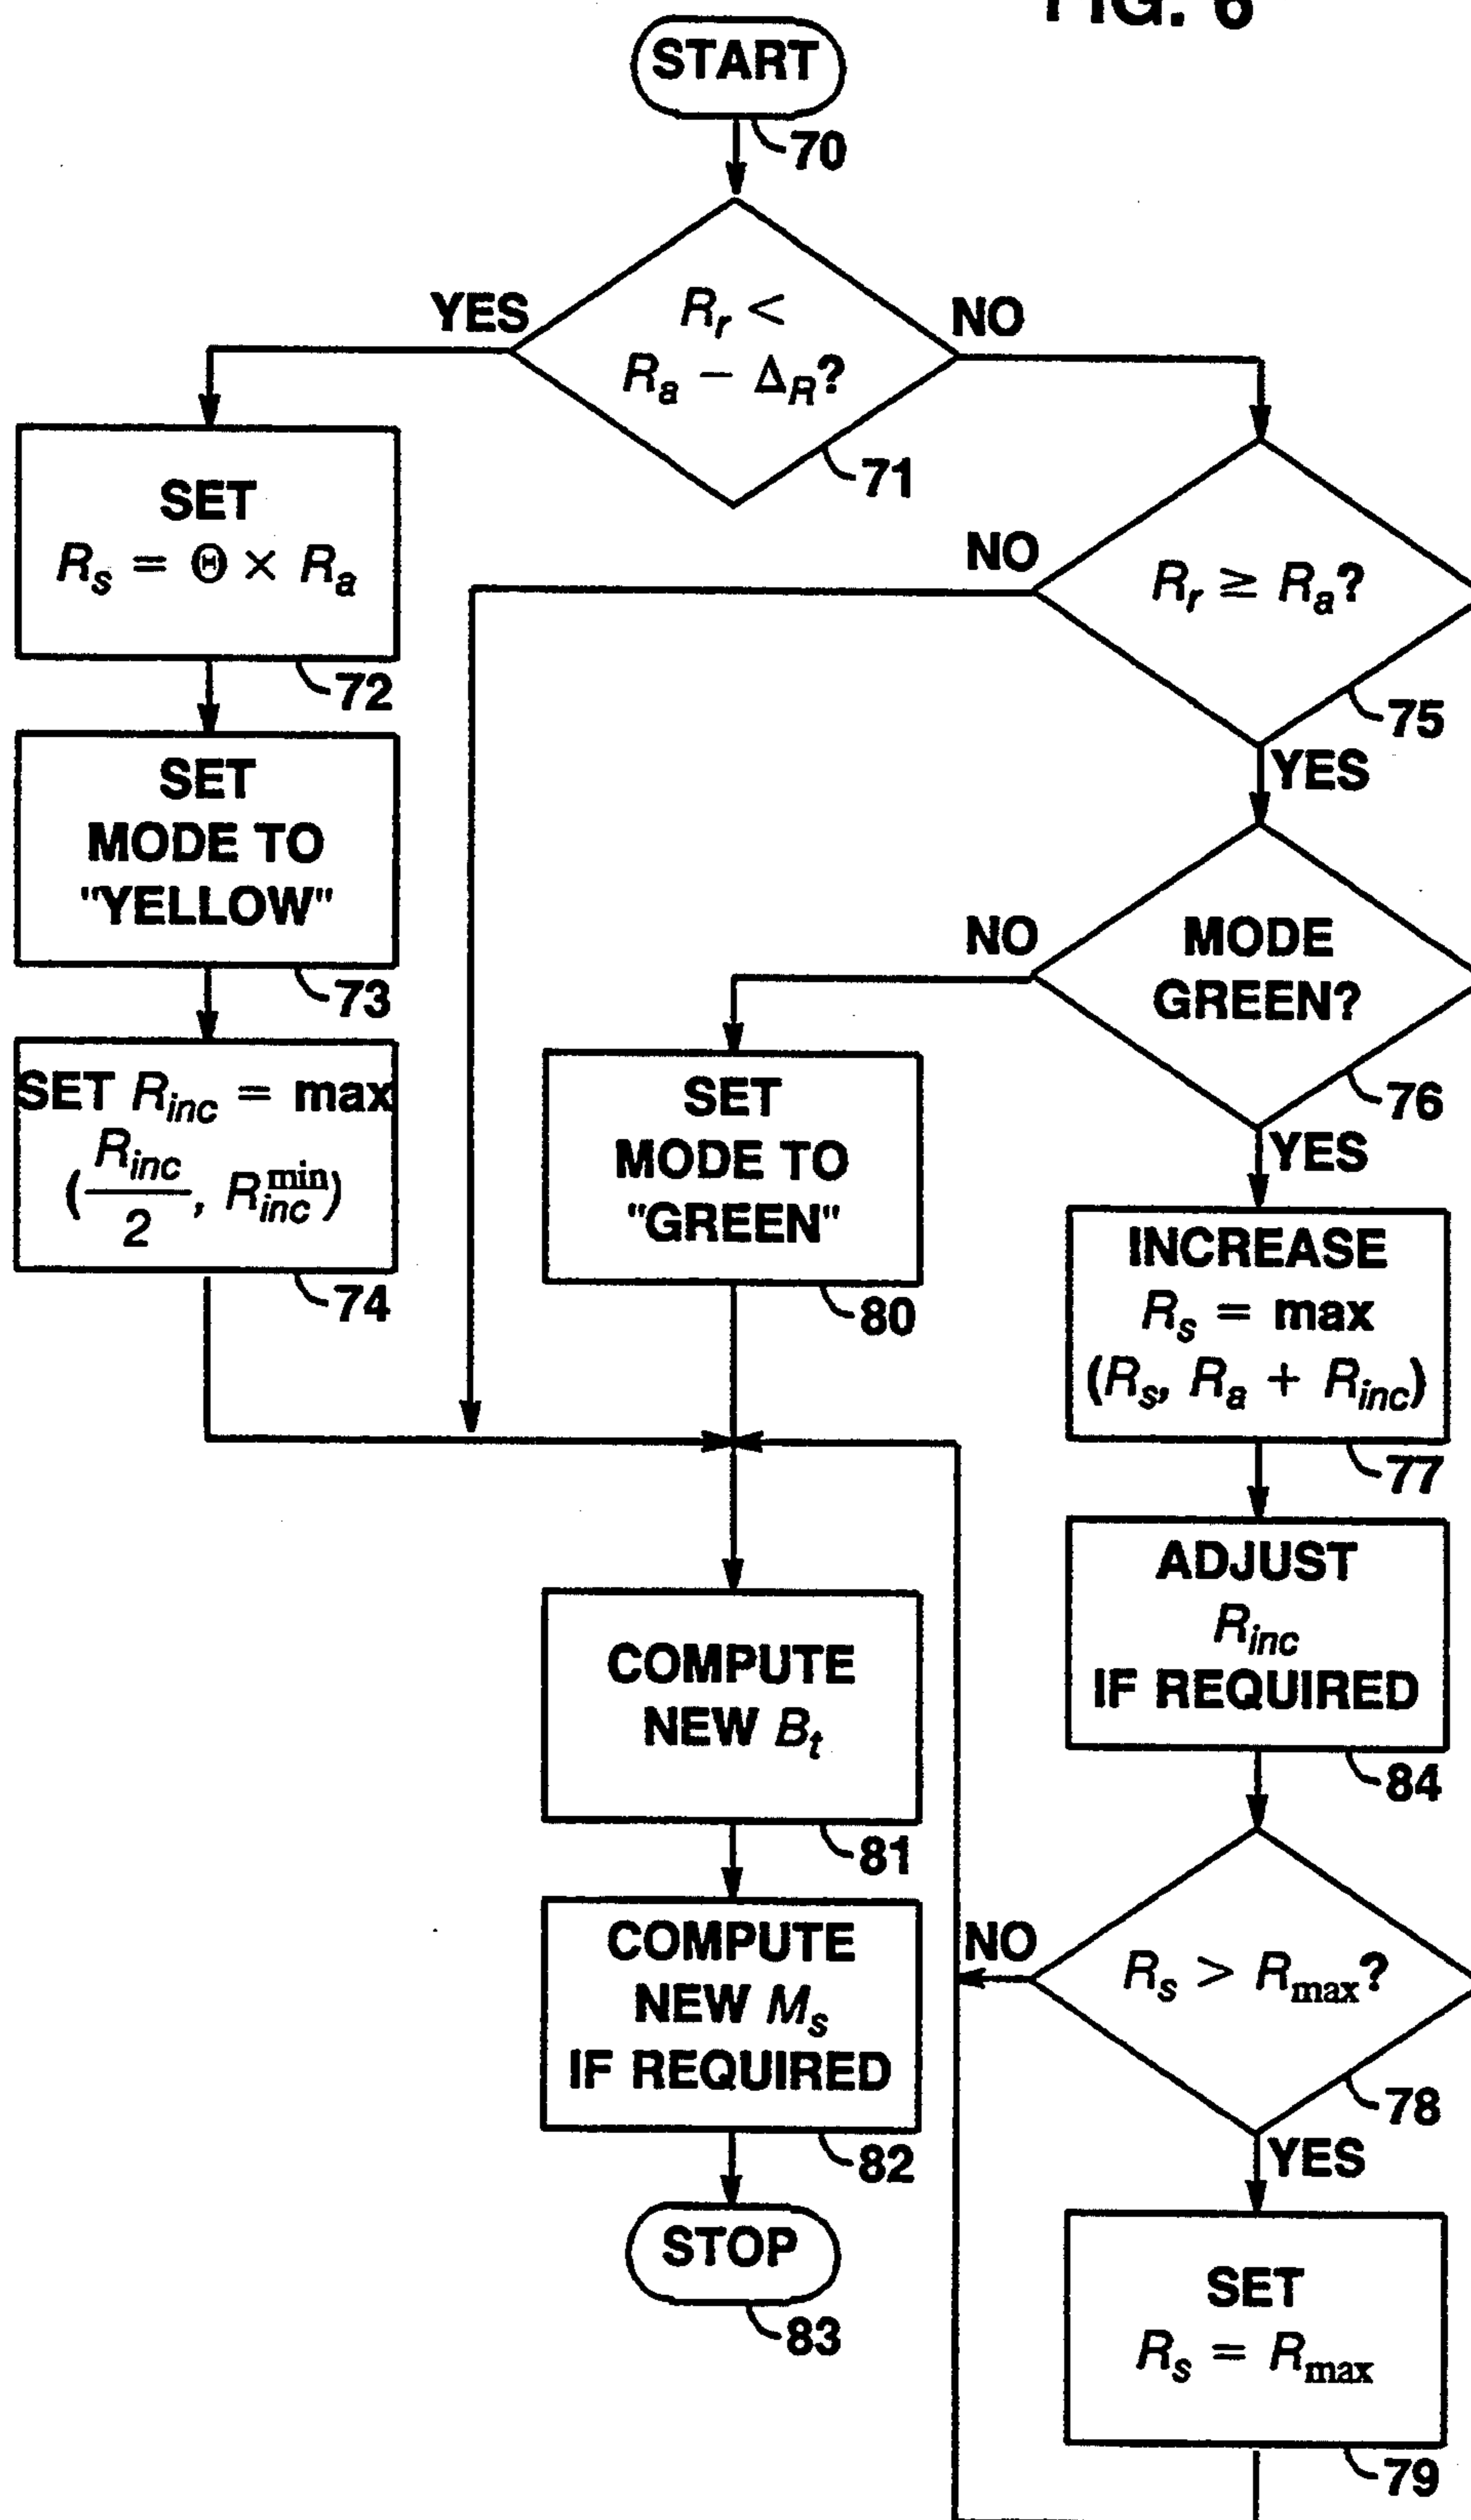 FIG. 6
START
70
YES
R_r <
R_a − Δ_R?
NO
71
SET
R_s = Θ × R_a
72
NO
R_r ≥ R_a?
75
YES
SET
MODE TO
"YELLOW"
73
NO
MODE
GREEN?
76
YES
SET R_inc = max
(R_inc/2, R_inc^min)
74
SET
MODE TO
"GREEN"
80
INCREASE
R_s = max
(R_s, R_a + R_inc)
77
ADJUST
R_inc
IF REQUIRED
84
COMPUTE
NEW B_t
81
NO
R_s > R_max?
78
YES
COMPUTE
NEW M_s
IF REQUIRED
82
STOP
83
SET
R_s = R_max
79